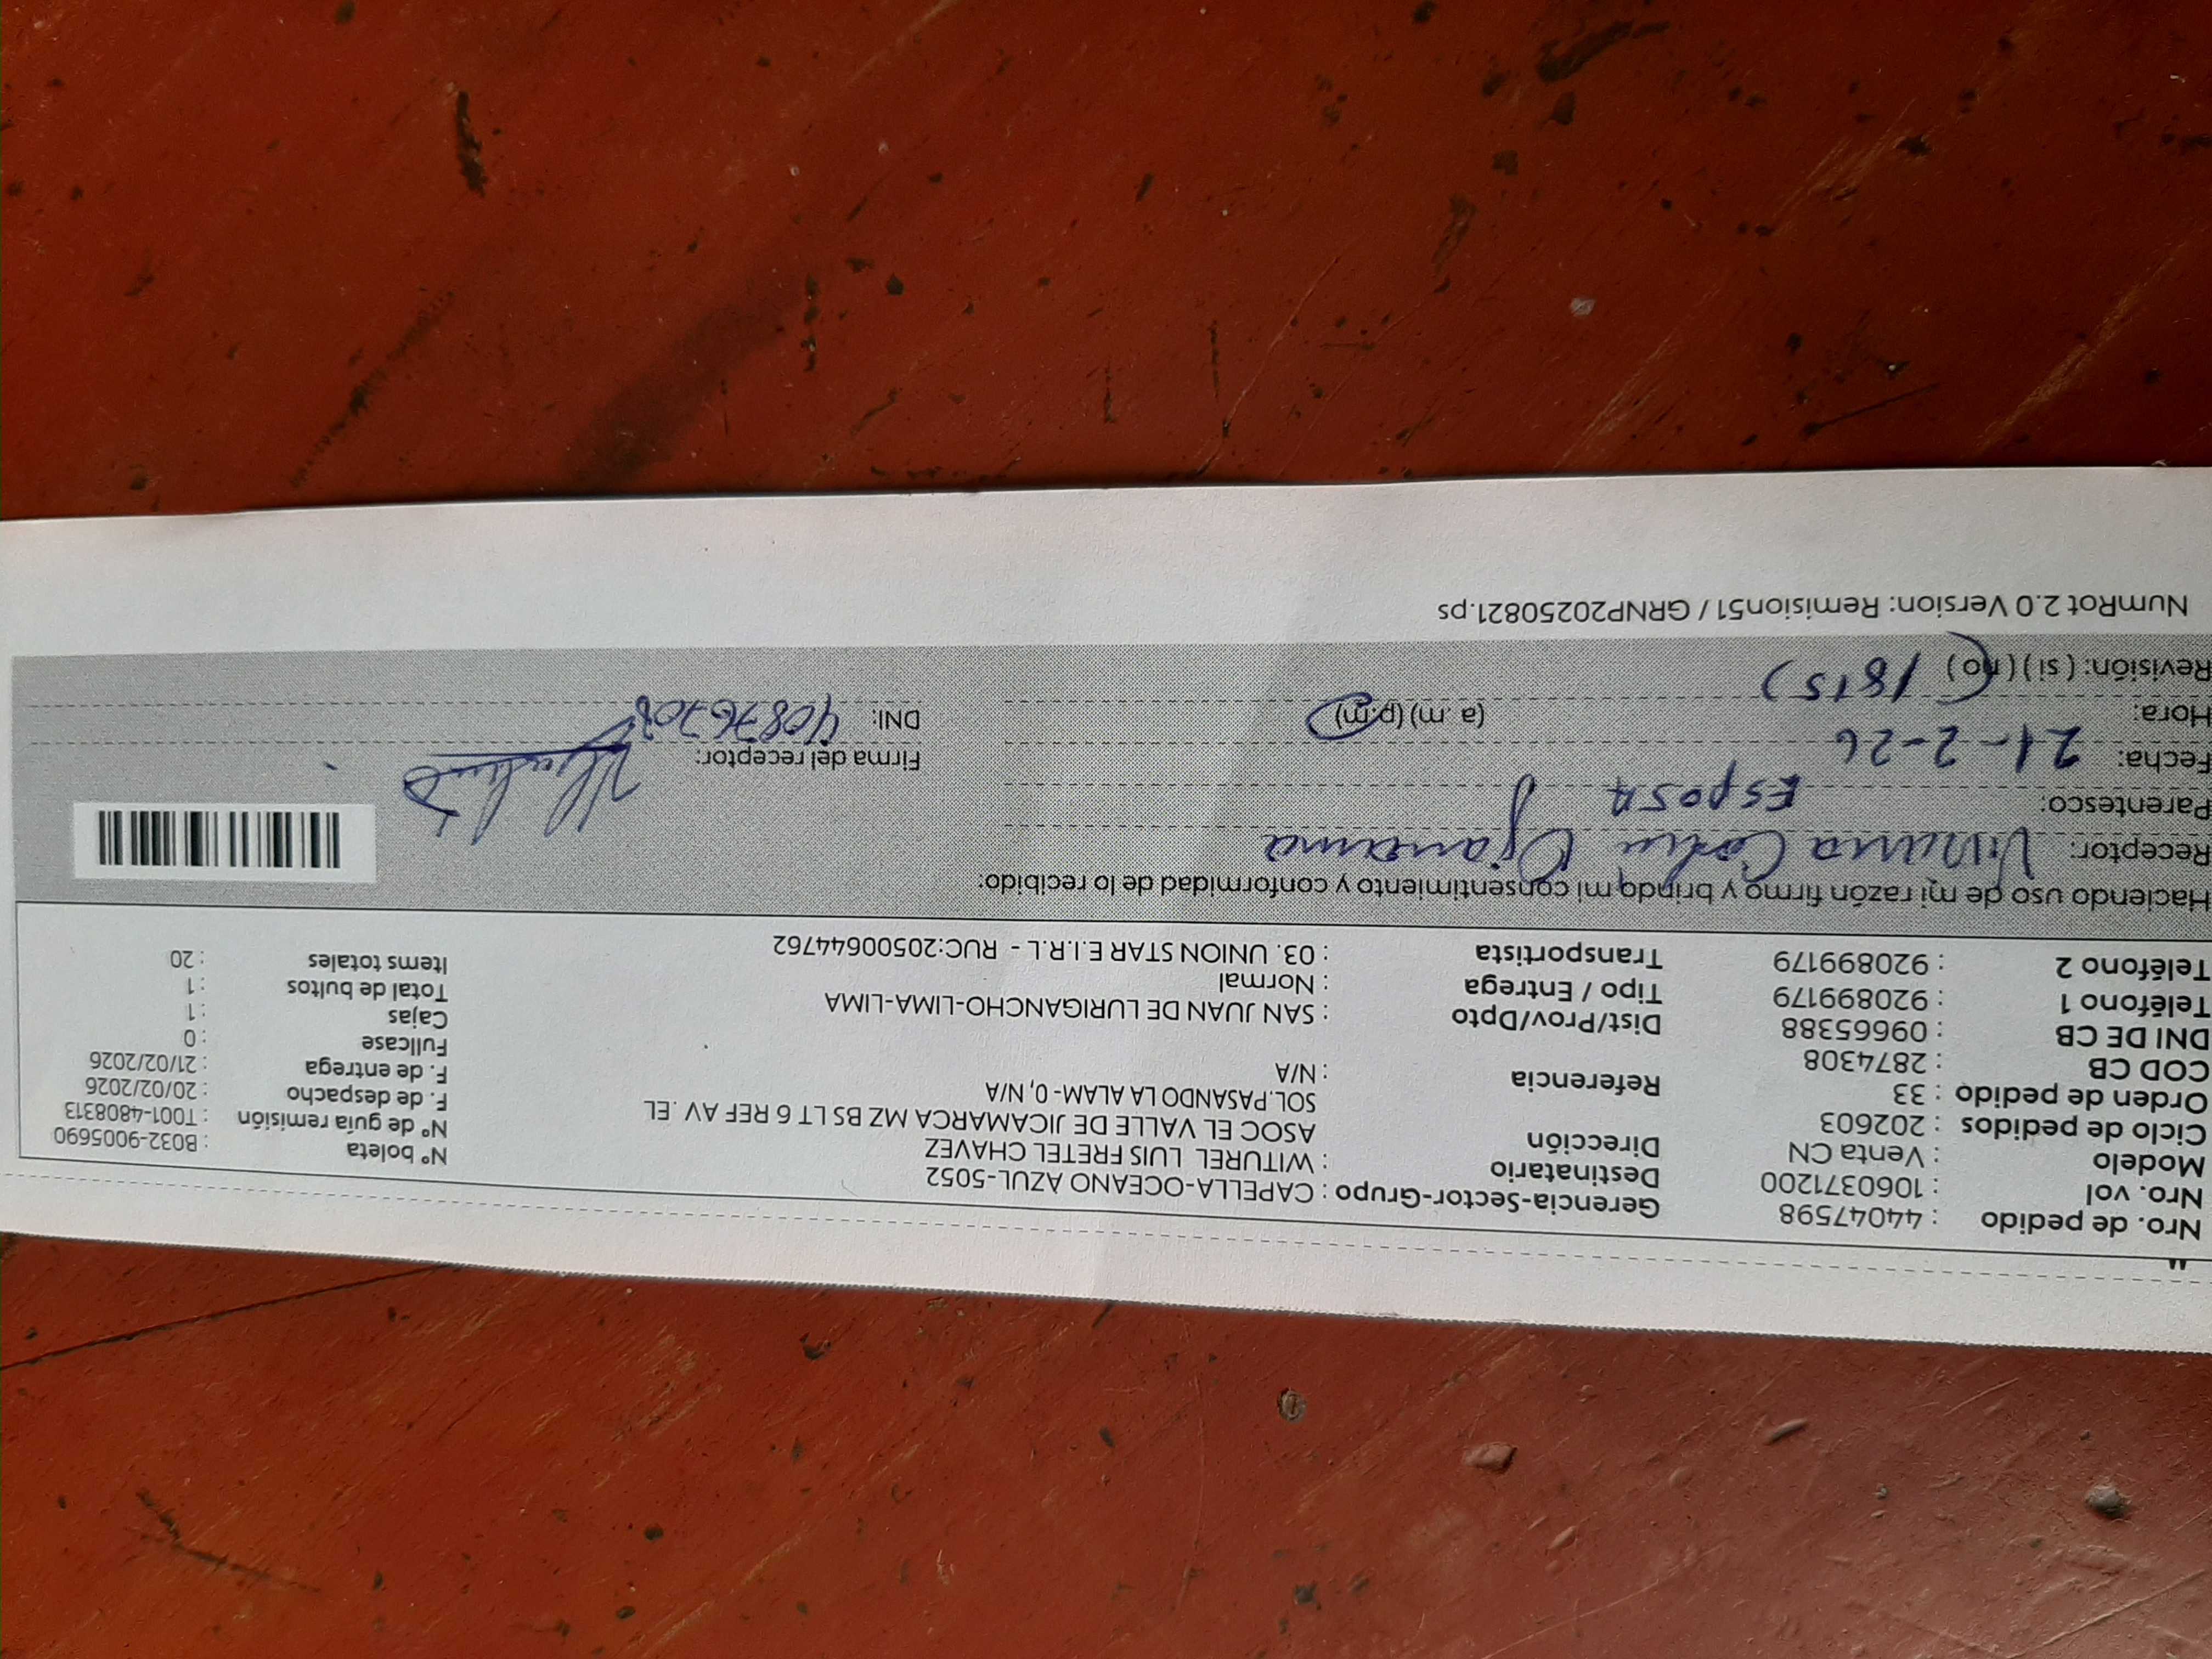 Nro. de pedido : 44047598 Gerencia-Sector-Grupo : CAPELLA-OCEANO AZUL-5052 N° boleta : B032-9005690
Nro. vol : 1060371200 Destinatario : WITUREL LUIS FRETEL CHAVEZ N° de guía remisión : T001-4808313
Modelo : Venta CN Dirección ASOC EL VALLE DE JICAMARCA MZ BS LT 6 REF AV .EL F. de despacho : 20/02/2026
Ciclo de pedidos : 202603 SOL.PASANDO LA ALAM- 0, N/A F. de entrega : 21/02/2026
Orden de pedido : 33 Referencia : N/A Fullcase : 0
COD CB : 2874308 Cajas : 1
DNI DE CB : 09665388 Dist/Prov/Dpto : SAN JUAN DE LURIGANCHO-LIMA-LIMA Total de bultos : 1
Teléfono 1 : 920899179 Tipo / Entrega : Normal Items totales : 20
Teléfono 2 : 920899179 Transportista : 03. UNION STAR E.I.R.L - RUC:20500644762
Haciendo uso de mi razón firmo y brindo mi consentimiento y conformidad de lo recibido.
Receptor:
Parentesco: Esposa
Fecha: 21-2-26 Firma del receptor:
Hora: (a .m) (p.m) DNI: 40876708
Revisión: ( si ) ( no ) (1815)
NumRot 2.0 Version: Remision51 / GRNP20250821.ps